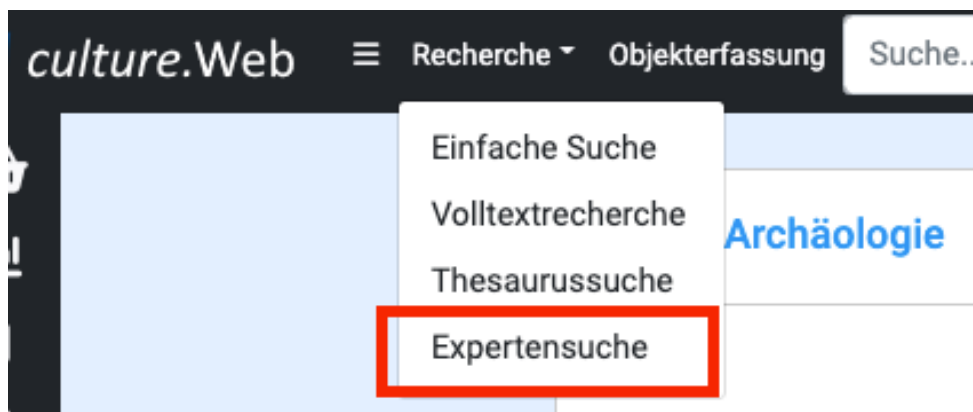 culture.Web ≡ Recherche Objekterfassung Suche..
Einfache Suche
Volltextrecherche
Archäologie
Thesaurussuche
Expertensuche